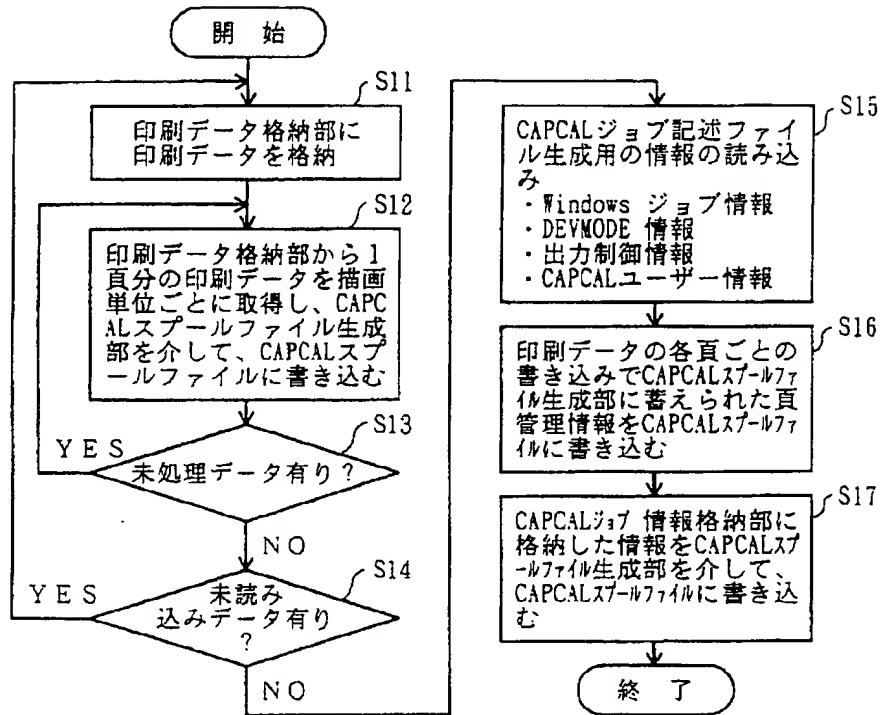 開 始
S11
印刷データ格納部に
印刷データを格納
S12
印刷データ格納部から1
頁分の印刷データを描画
単位ごとに取得し、CAPC
ALスプールファイル生成
部を介して、CAPCALスプ
ールファイルに書き込む
S13
YES
未処理データ有り?
NO
S14
YES
未読み
込みデータ有り
?
NO
S15
CAPCALジョブ記述ファイ
ル生成用の情報の読み込
み
・Windows ジョブ情報
・DEVMODE 情報
・出力制御情報
・CAPCALユーザー情報
S16
印刷データの各頁ごとの
書き込みでCAPCALスプールファ
イル生成部に蓄えられた頁
管理情報をCAPCALスプールファ
イルに書き込む
S17
CAPCALジョブ 情報格納部に
格納した情報をCAPCALスプ
ールファイル生成部を介して、
CAPCALスプールファイルに書き込
む
終 了